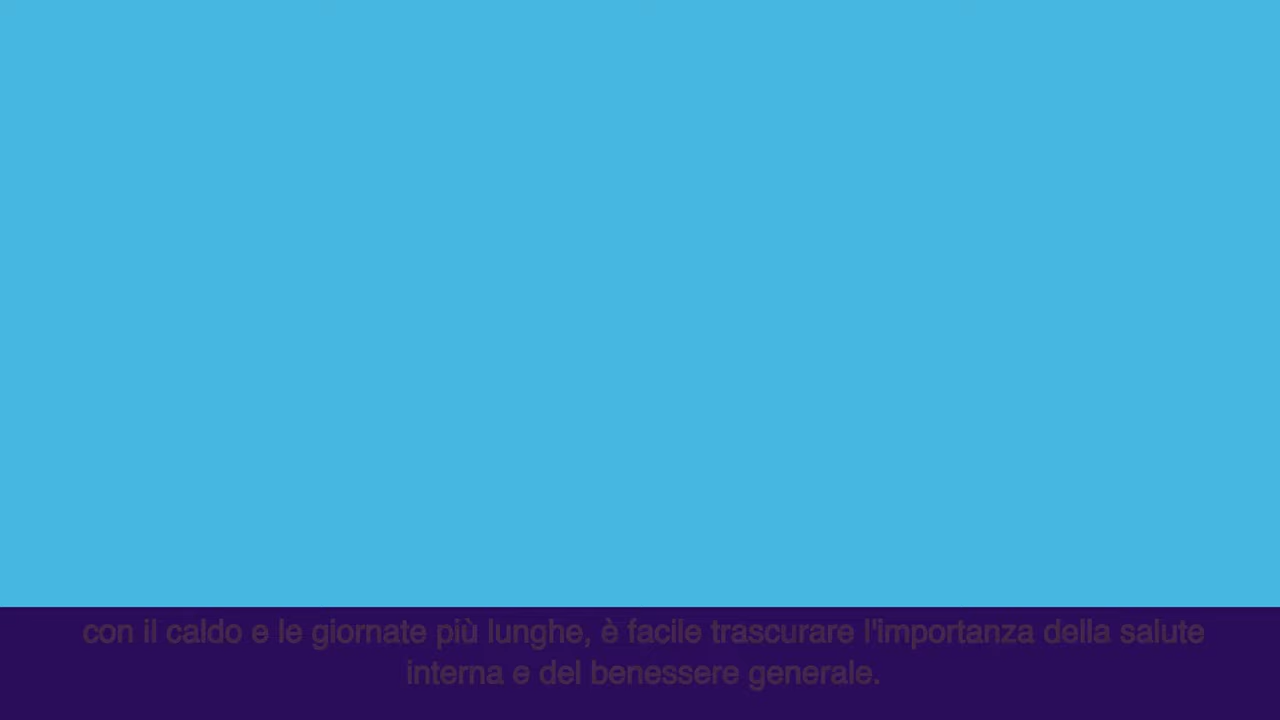 con il caldo e le giornate più lunghe, è facile trascurare l'importanza della salute
interna e del benessere generale.